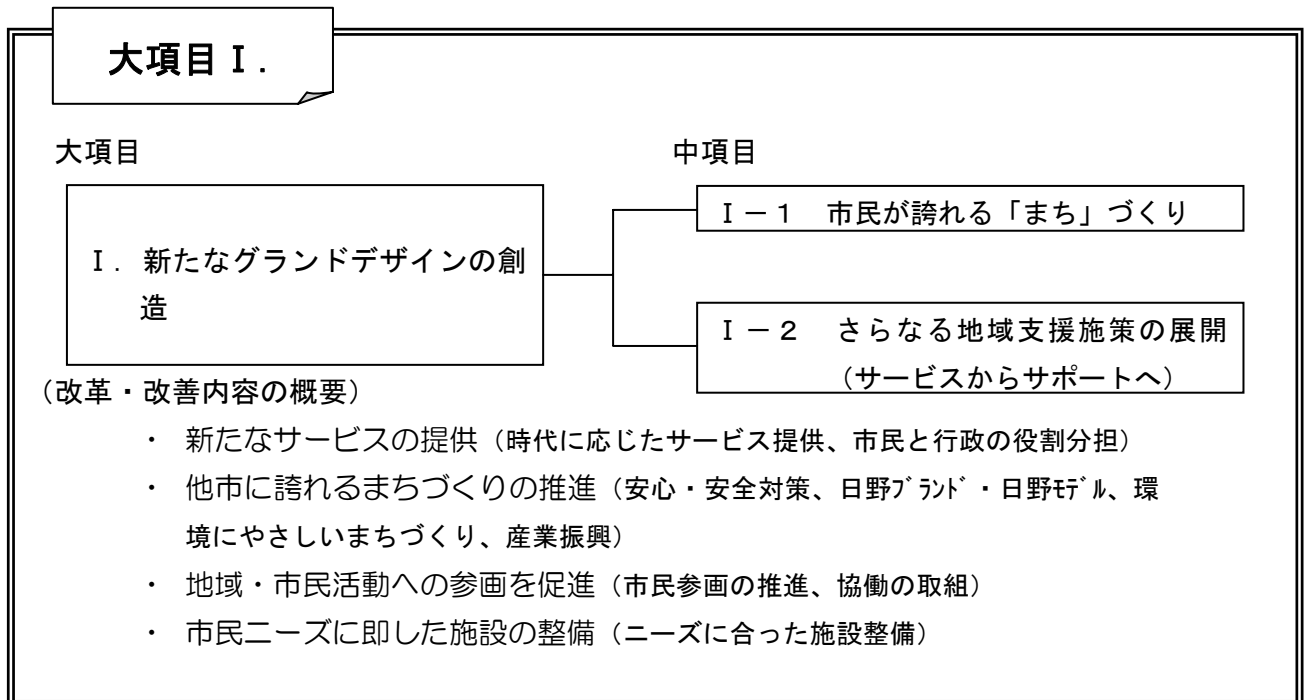 大項目Ⅰ．
大項目
中項目
Ⅰ．新たなグランドデザインの創
造
Ⅰ－１　市民が誇れる「まち」づくり
Ⅰ－２　さらなる地域支援施策の展開
（サービスからサポートへ）
（改革・改善内容の概要）
・　新たなサービスの提供（時代に応じたサービス提供、市民と行政の役割分担）
・　他市に誇れるまちづくりの推進（安心・安全対策、日野ﾌﾞﾗﾝﾄﾞ・日野ﾓﾃﾞﾙ、環
境にやさしいまちづくり、産業振興）
・　地域・市民活動への参画を促進（市民参画の推進、協働の取組）
・　市民ニーズに即した施設の整備（ニーズに合った施設整備）